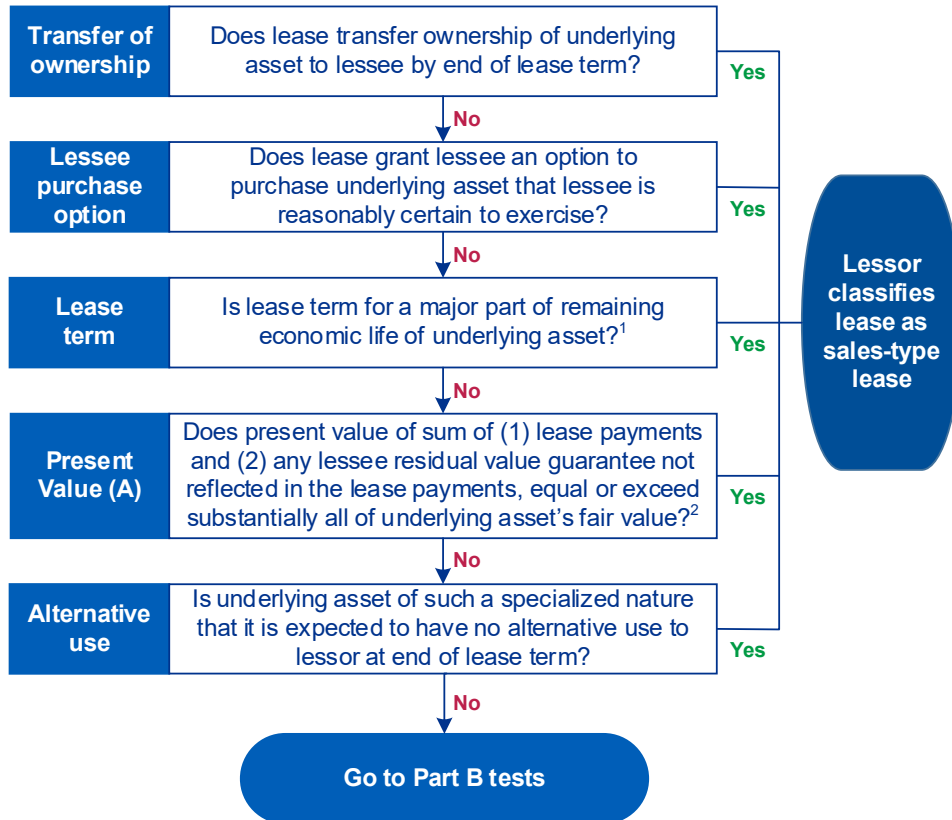 Transfer of
ownership
Does lease transfer ownership of underlying
asset to lessee by end of lease term?
Yes
No
Lessee
purchase
option
Does lease grant lessee an option to
purchase underlying asset that lessee is
reasonably certain to exercise?
Yes
No
Lease
term
Is lease term for a major part of remaining
economic life of underlying asset?1
Yes
No
Present
Value (A)
Does present value of sum of (1) lease payments
and (2) any lessee residual value guarantee not
reflected in the lease payments, equal or exceed
substantially all of underlying asset’s fair value?2
Yes
No
Alternative
use
Is underlying asset of such a specialized nature
that it is expected to have no alternative use to
lessor at end of lease term?
Yes
No
Lessor
classifies
lease as
sales-type
lease
Go to Part B tests